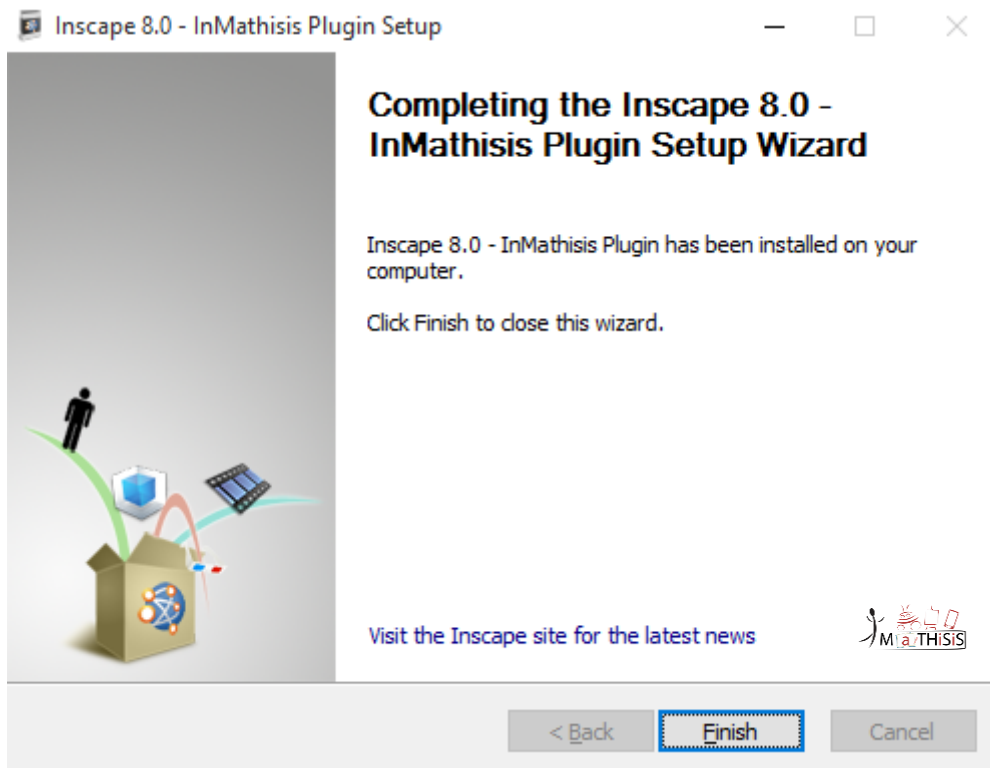 Inscape 8.0 - InMathisis Plugin Setup
Completing the Inscape 8.0 -
InMathisis Plugin Setup Wizard
Inscape 8.0 - InMathisis Plugin has been installed on your
computer.
Click Finish to close this wizard.
Visit the Inscape site for the latest news
MaTHiSiS
< Back
Finish
Cancel